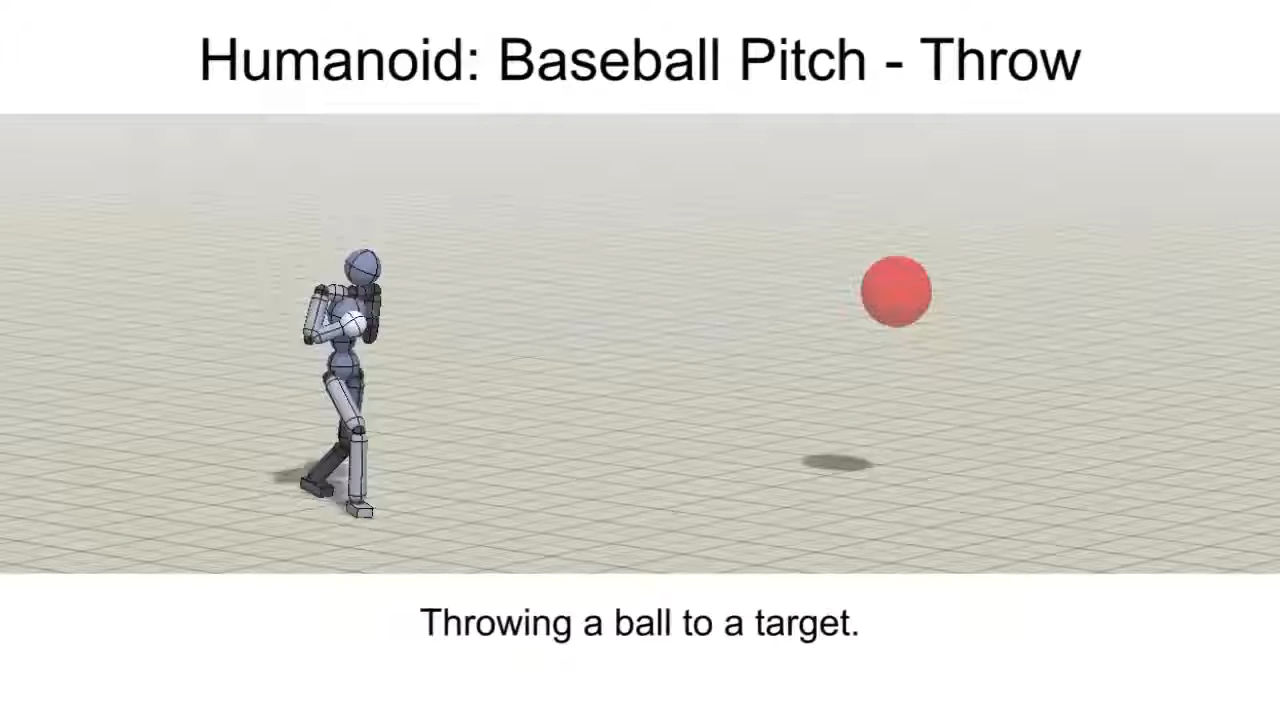 Humanoid: Baseball Pitch - Throw
Throwing a ball to a target.